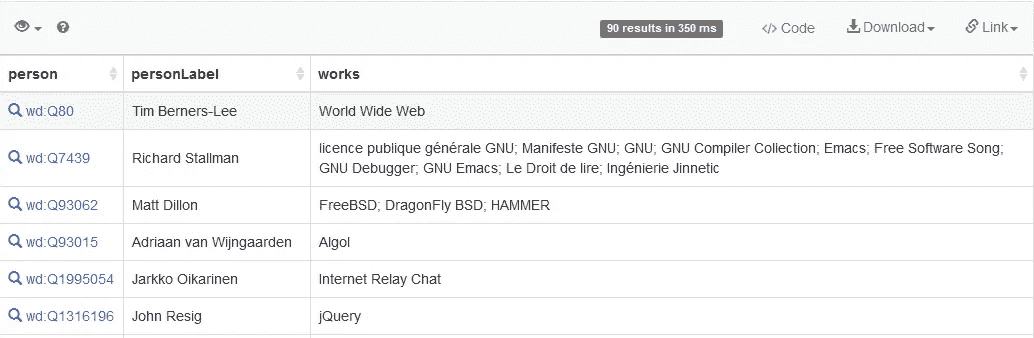 90 results in 350 ms </> Code Download Link
person personLabel works
wd:Q80 Tim Berners-Lee World Wide Web
wd:Q7439 Richard Stallman licence publique générale GNU; Manifeste GNU; GNU; GNU Compiler Collection; Emacs; Free Software Song;
GNU Debugger; GNU Emacs; Le Droit de lire; Ingénierie Jinnetic
wd:Q93062 Matt Dillon FreeBSD; DragonFly BSD; HAMMER
wd:Q93015 Adriaan van Wijngaarden Algol
wd:Q1995054 Jarkko Oikarinen Internet Relay Chat
wd:Q1316196 John Resig jQuery